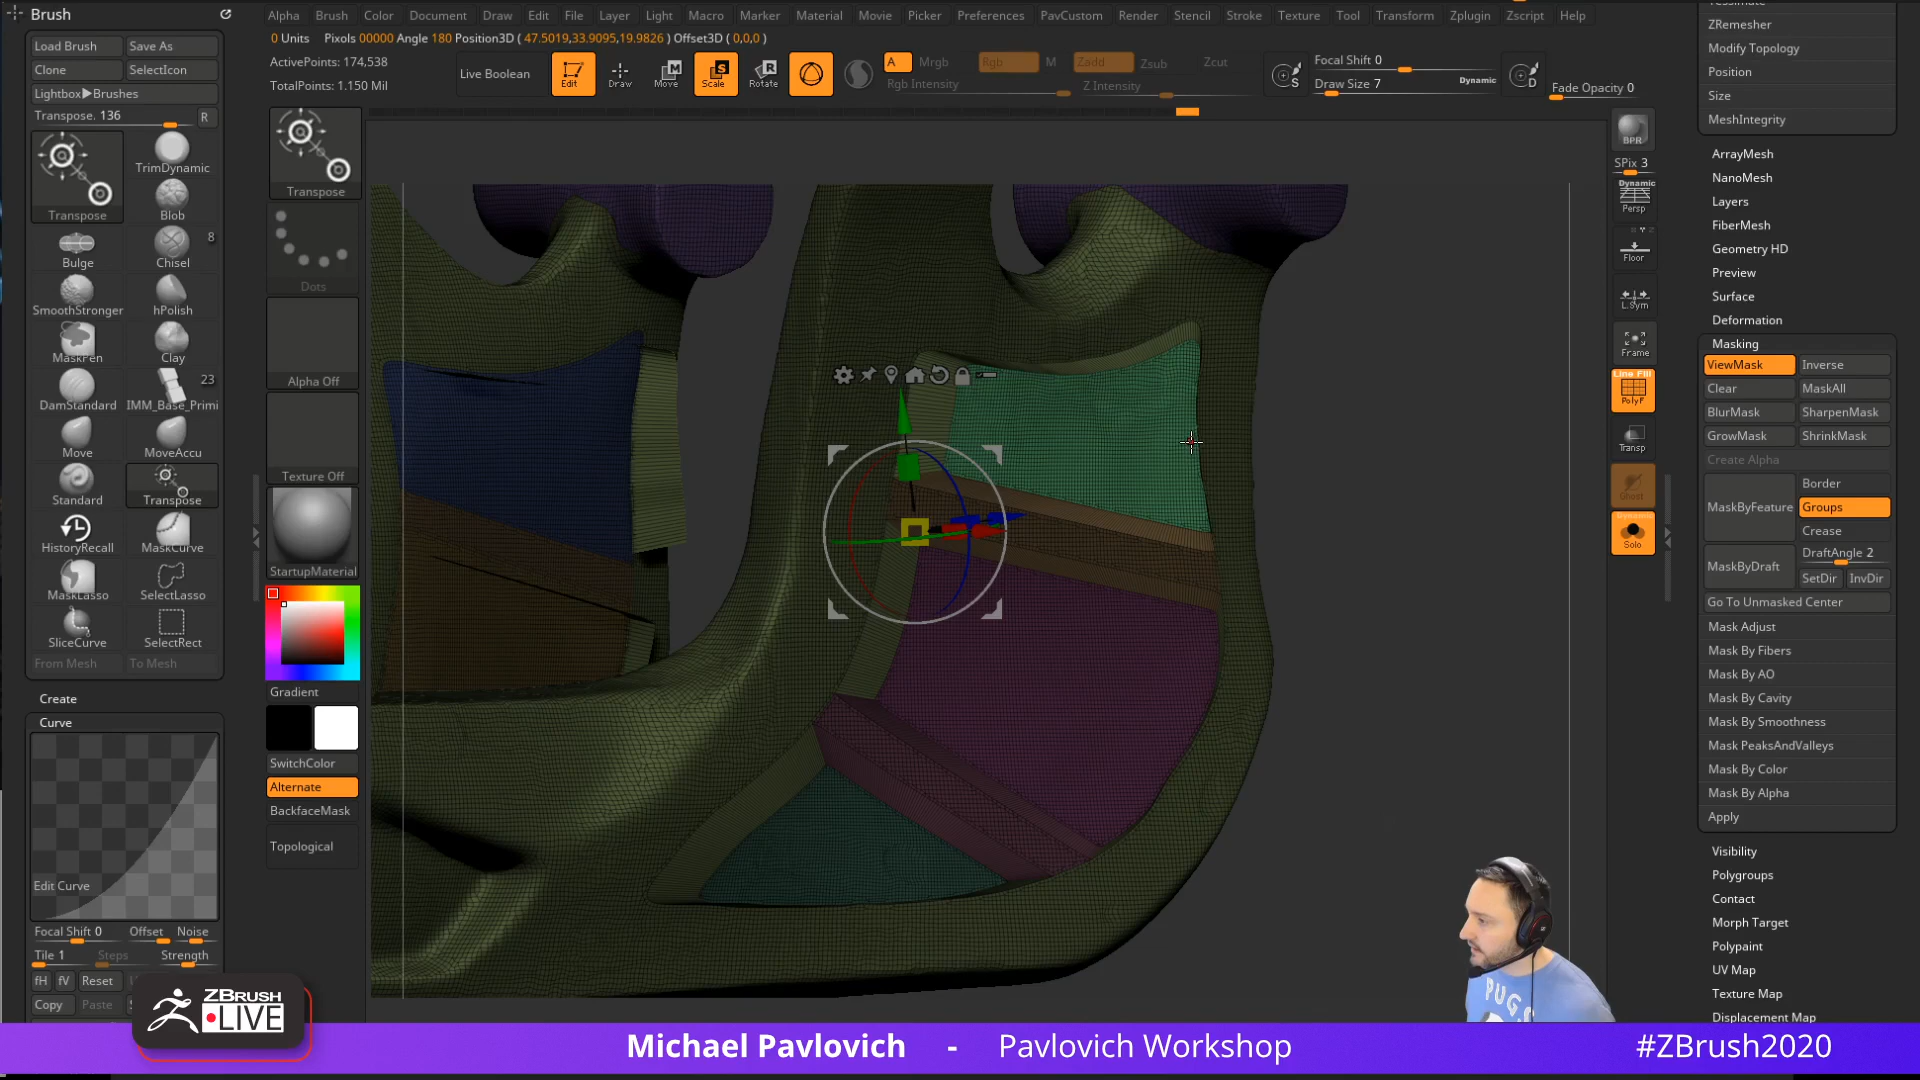 Brush
Load Brush Save As
Clone SelectIcon
Lightbox▶Brushes
Transpose. 136 R
Transpose TrimDynamic
Blob
Bulge Chisel 8
SmoothStronger hPolish
MaskPen Clay
DamStandard IMM_Base_Primi 23
Move MoveAccu
Standard Transpose
HistoryRecall MaskCurve
MaskLasso SelectLasso
SliceCurve SelectRect
From Mesh To Mesh
Create
Curve
Edit Curve
Focal Shift 0 Offset Noise
Tile 1 Steps Strength
fH fV Reset
Copy Paste
Alpha Brush Color Document Draw Edit File Layer Light Macro Marker Material Movie Picker Preferences PavCustom Render Stencil Stroke Texture Tool Transform Zplugin Zscript Help
0 Units Pixols 00000 Angle 180 Position3D ( 47.5019,33.9095,19.9826 ) Offset3D ( 0,0,0 )
ActivePoints: 174,538
TotalPoints: 1.150 Mil
Live Boolean
Edit Draw Move Scale Rotate
A Mrgb Rgb M Zadd Zsub Zcut
Rgb Intensity Z Intensity
Focal Shift 0
Draw Size 7 Dynamic
Fade Opacity 0
S D
Transpose
Dots
Alpha Off
Texture Off
StartupMaterial
Gradient
SwitchColor
Alternate
BackfaceMask
Topological
BPR
SPix 3
Dynamic
Persp
Floor
L.Sym
Frame
Line Fill
PolyF
Transp
Ghost
Dynamic
Solo
ZRemesher
Modify Topology
Position
Size
MeshIntegrity
ArrayMesh
NanoMesh
Layers
FiberMesh
Geometry HD
Preview
Surface
Deformation
Masking
ViewMask Inverse
Clear MaskAll
BlurMask SharpenMask
GrowMask ShrinkMask
Create Alpha
MaskByFeature Border
Groups
Crease
MaskByDraft DraftAngle 2
SetDir InvDir
Go To Unmasked Center
Mask Adjust
Mask By Fibers
Mask By AO
Mask By Cavity
Mask By Smoothness
Mask PeaksAndValleys
Mask By Color
Mask By Alpha
Apply
Visibility
Polygroups
Contact
Morph Target
Polypaint
UV Map
Texture Map
Displacement Map
PUGS
ZBRUSH
LIVE
Michael Pavlovich - Pavlovich Workshop #ZBrush2020